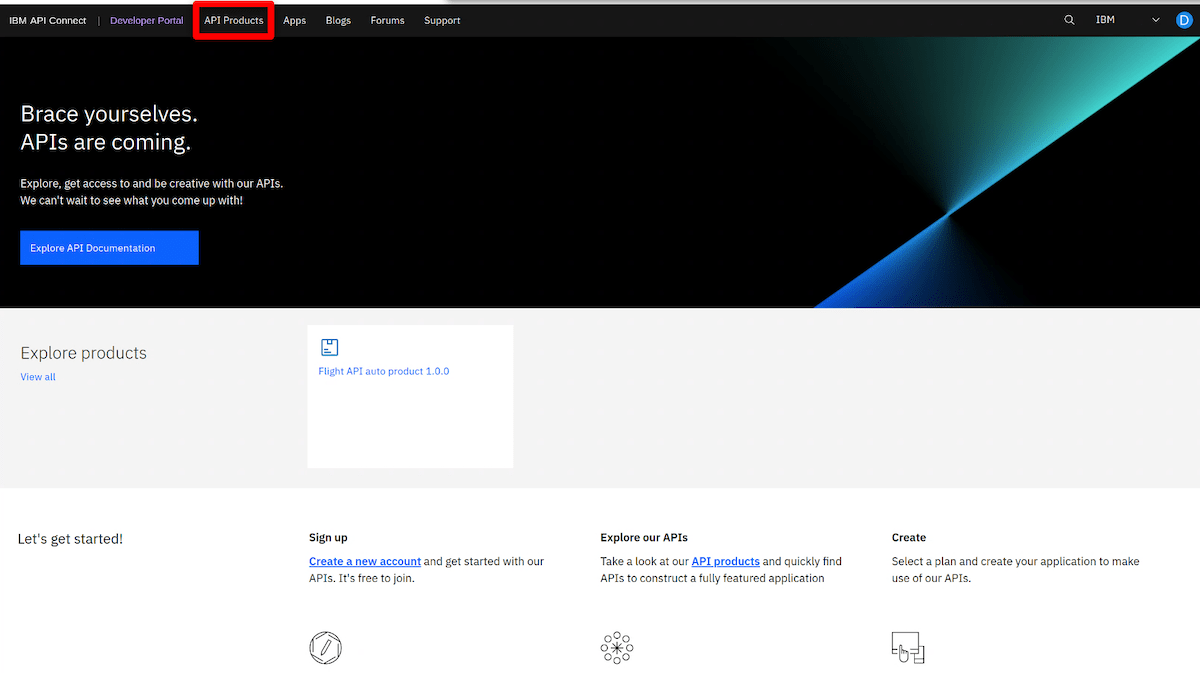 IBM API Connect | Developer Portal API Products Apps Blogs Forums Support IBM D
Brace yourselves.
APIs are coming.
Explore, get access to and be creative with our APIs.
We can't wait to see what you come up with!
Explore API Documentation
Explore products
View all
Flight API auto product 1.0.0
Let's get started!
Sign up
Create a new account and get started with our
APIs. It's free to join.
Explore our APIs
Take a look at our API products and quickly find
APIs to construct a fully featured application
Create
Select a plan and create your application to make
use of our APIs.